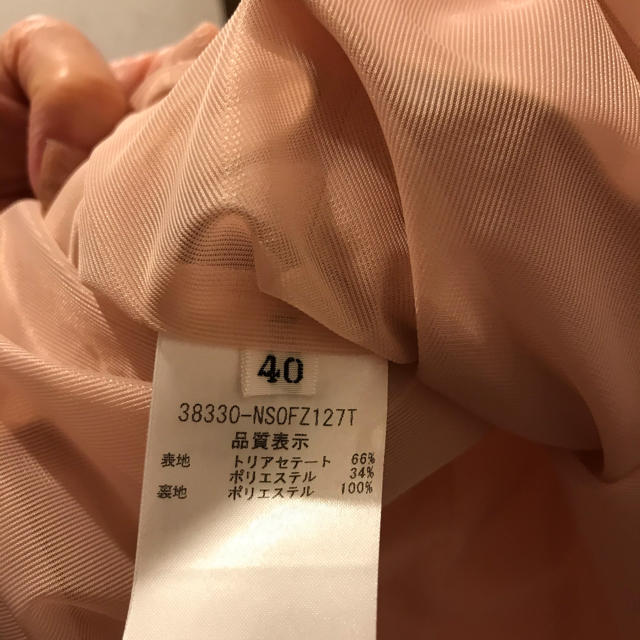 40
38330-NSOFZ127T
品質表示
表地 トリアセテート 66%
ポリエステル 34%
裏地 ポリエステル 100%